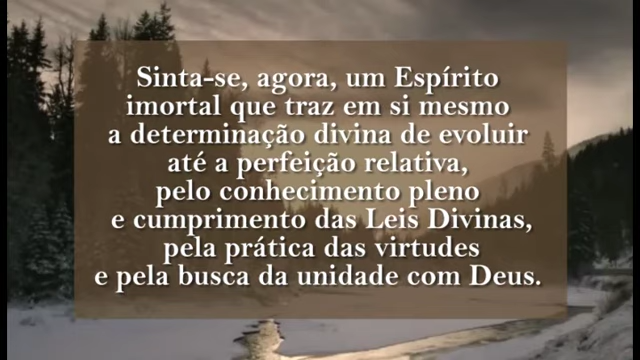 Sinta-se, agora, um Espírito
imortal que traz em si mesmo
a determinação divina de evoluir
até a perfeição relativa,
pelo conhecimento pleno
e cumprimento das Leis Divinas,
pela prática das virtudes
e pela busca da unidade com Deus.